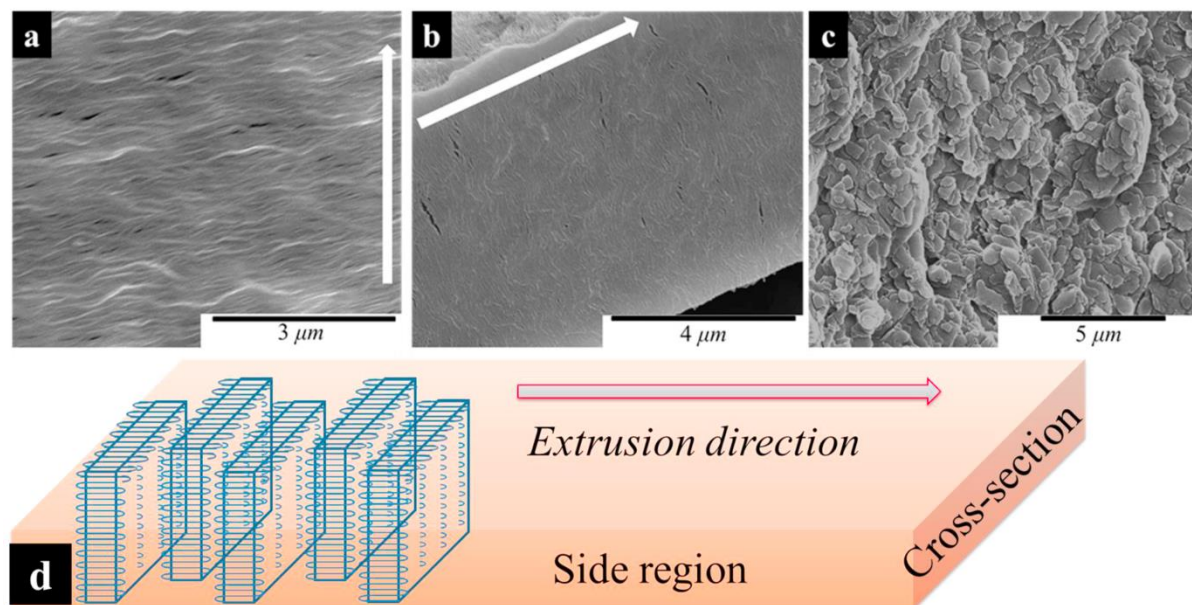 a
b
c
3 μm
4 μm
5 μm
Extrusion direction
Cross-section
Side region
d